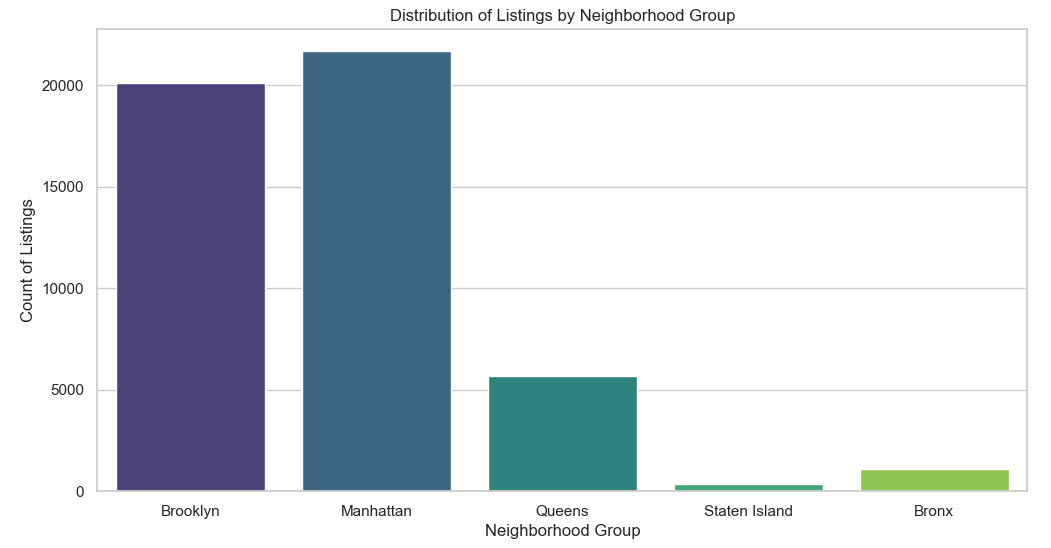 Distribution of Listings by Neighborhood Group
20000
15000
10000
5000
0
Count of Listings
Brooklyn Manhattan Queens Staten Island Bronx
Neighborhood Group